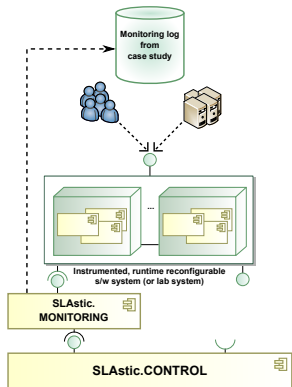 Monitoring log
from
case study
...
Instrumented, runtime reconfigurable
s/w system (or lab system)
SLAstic.
MONITORING
SLAstic.CONTROL